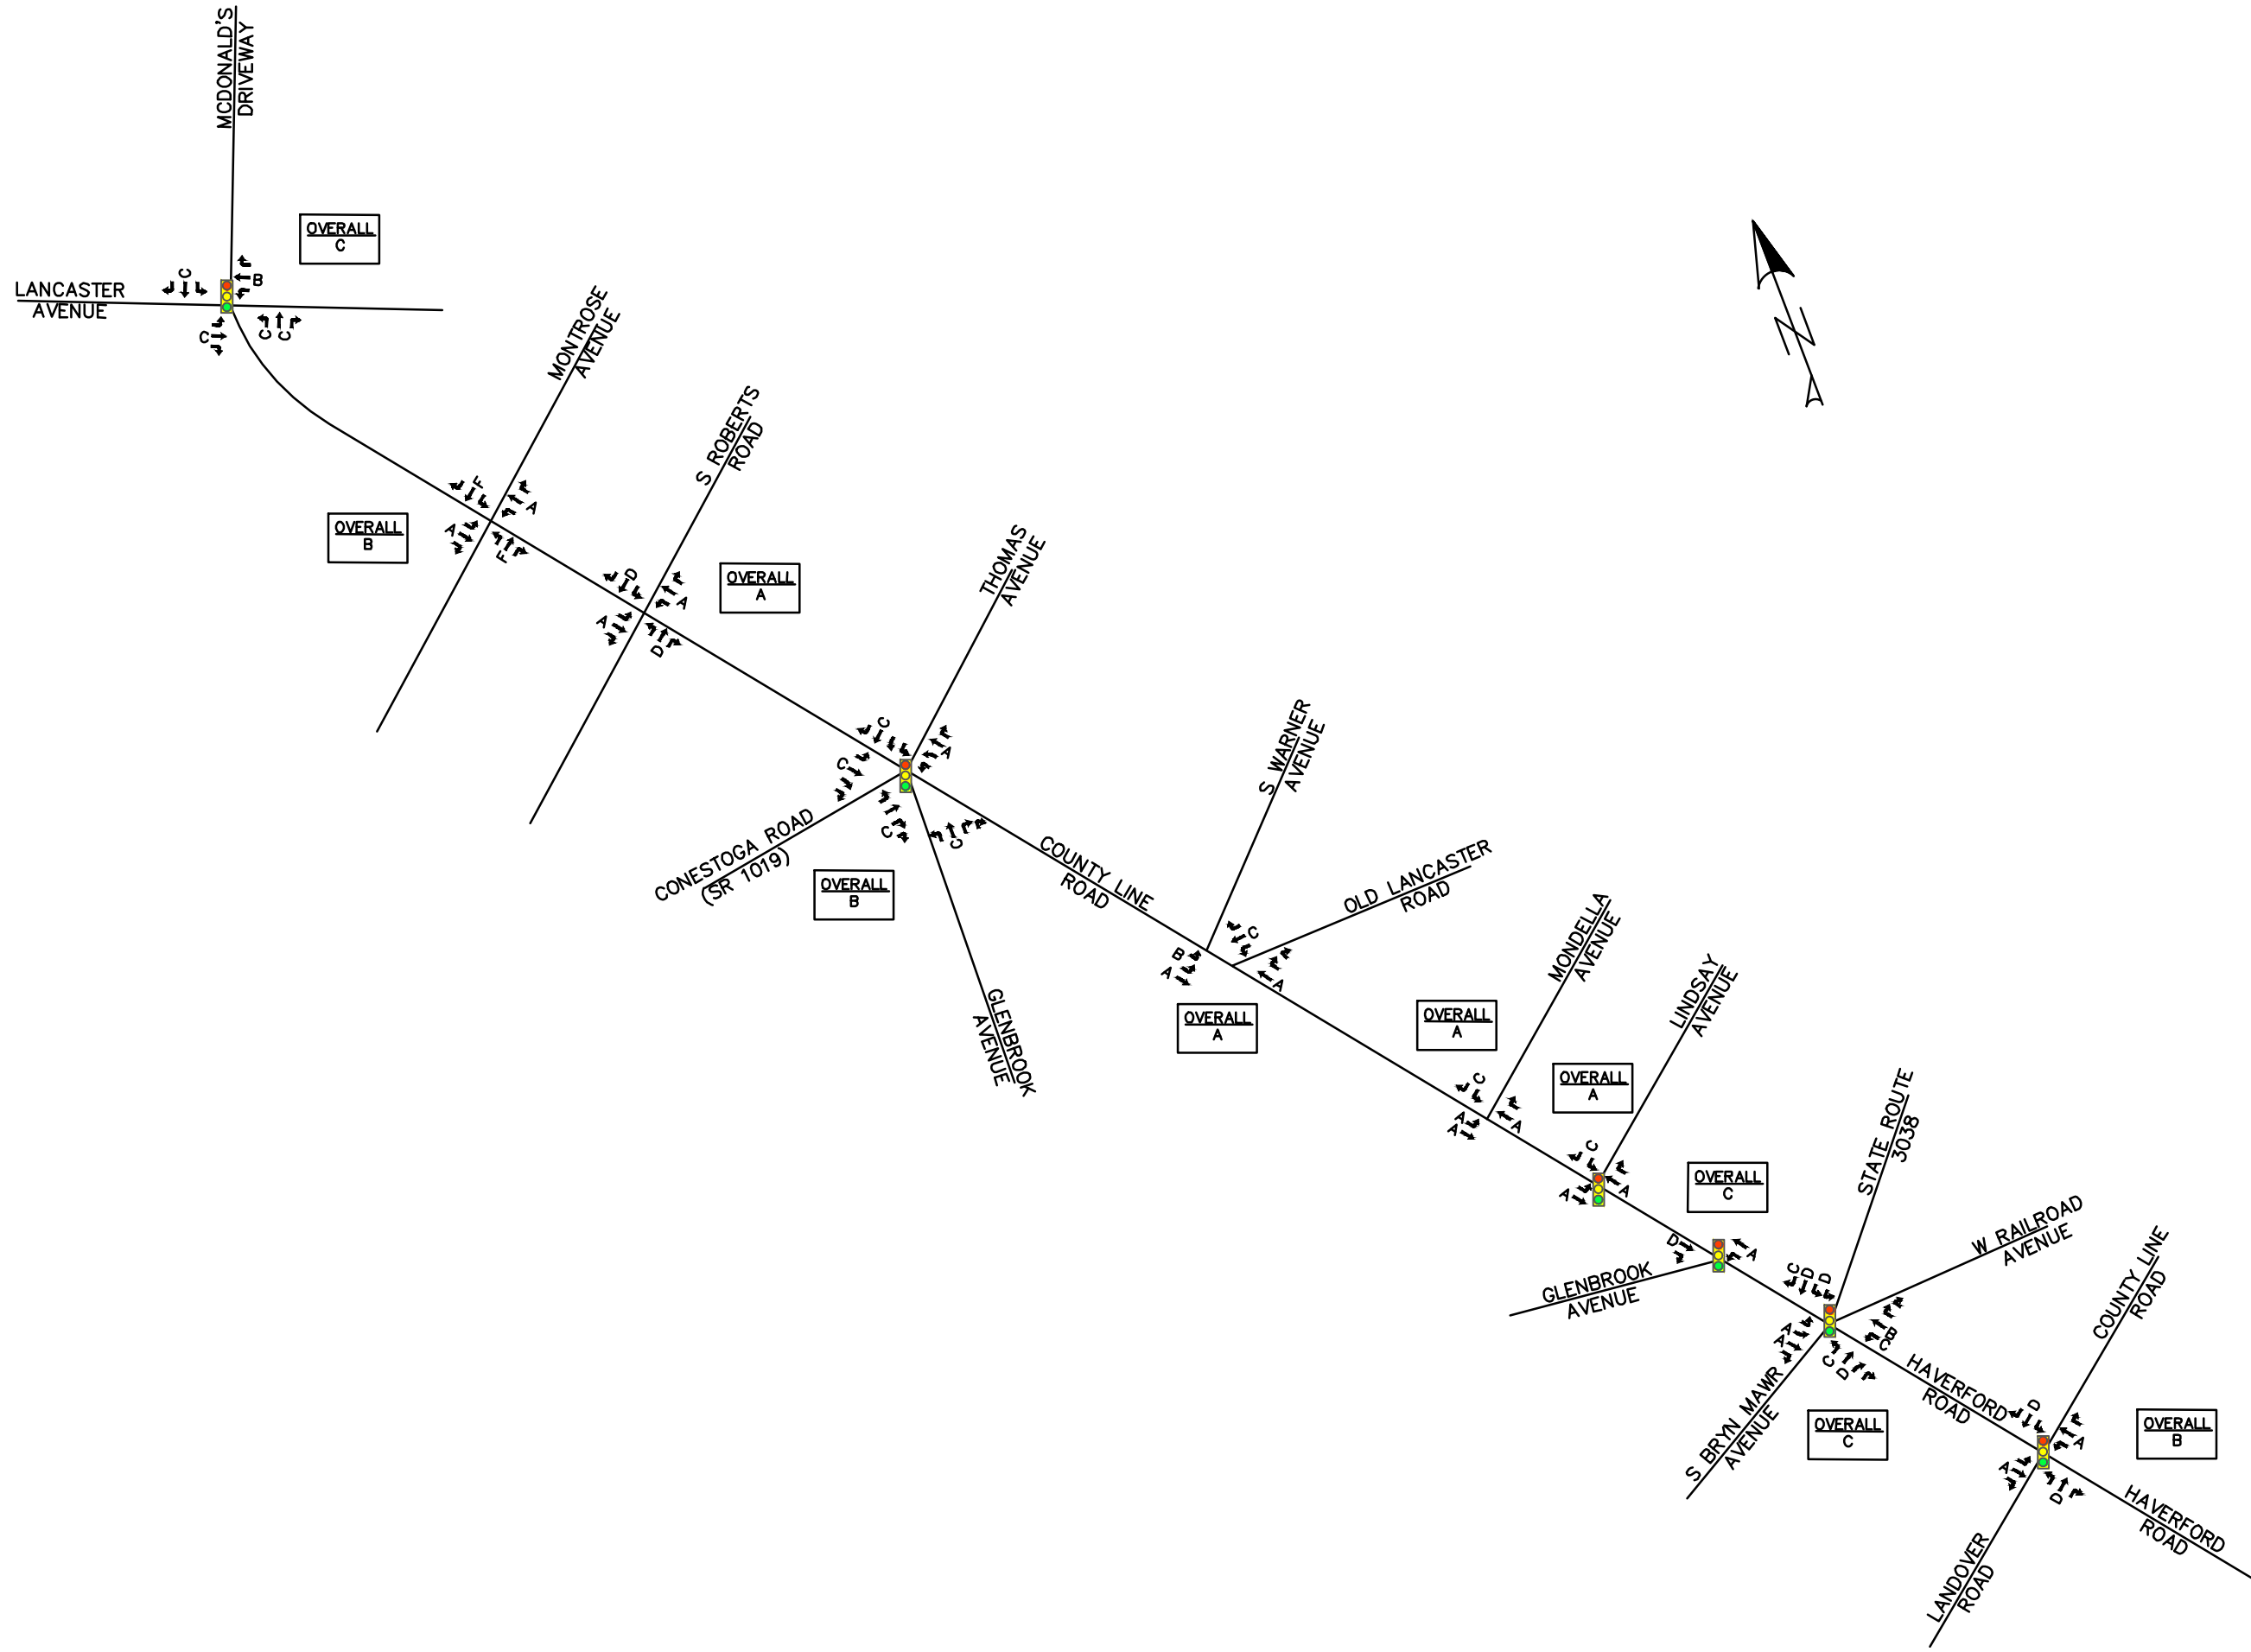 MCDONALD'S
DRIVEWAY
OVERALL
C
LANCASTER
AVENUE
C
B
C
C
C
MONTROSE
AVENUE
OVERALL
B
F
A
A
F
S ROBERTS
ROAD
OVERALL
A
D
A
A
D
THOMAS
AVENUE
C
A
C
C
C
CONESTOGA ROAD
(SR 1019)
OVERALL
B
GLENBROOK
AVENUE
COUNTY LINE
ROAD
S WARNER
AVENUE
OLD LANCASTER
ROAD
C
B
A
A
OVERALL
A
MONDELLA
AVENUE
OVERALL
A
C
A
A
A
LINDSAY
AVENUE
OVERALL
A
C
A
A
OVERALL
C
D
A
GLENBROOK
AVENUE
STATE ROUTE
3038
W RAILROAD
AVENUE
C
D
D
A
A
B
C
C
D
S BRYN MAWR
AVENUE
OVERALL
C
HAVERFORD
ROAD
COUNTY LINE
ROAD
OVERALL
B
D
A
A
D
LANDOVER
ROAD
HAVERFORD
ROAD
N